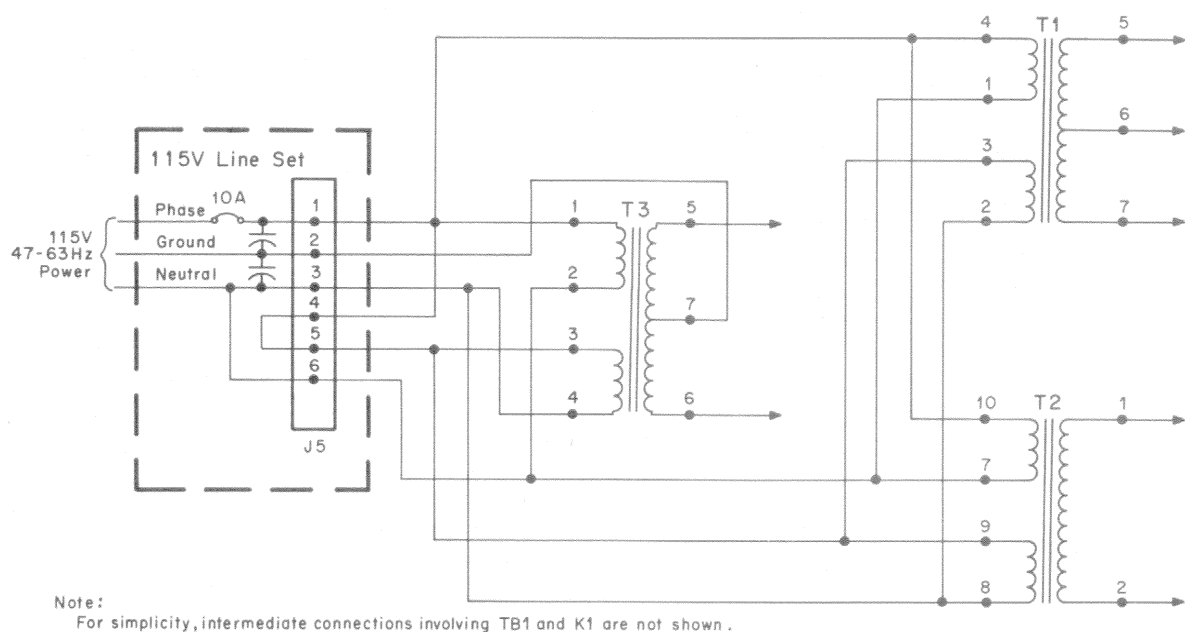 4
T1
5
1
6
3
2
7
115V Line Set
Phase
10A
1
Ground
2
Neutral
3
4
5
6
J5
115V
47-63Hz
Power
1
T3
5
2
7
3
4
6
10
T2
1
7
9
8
2
Note:
For simplicity, intermediate connections involving TB1 and K1 are not shown.